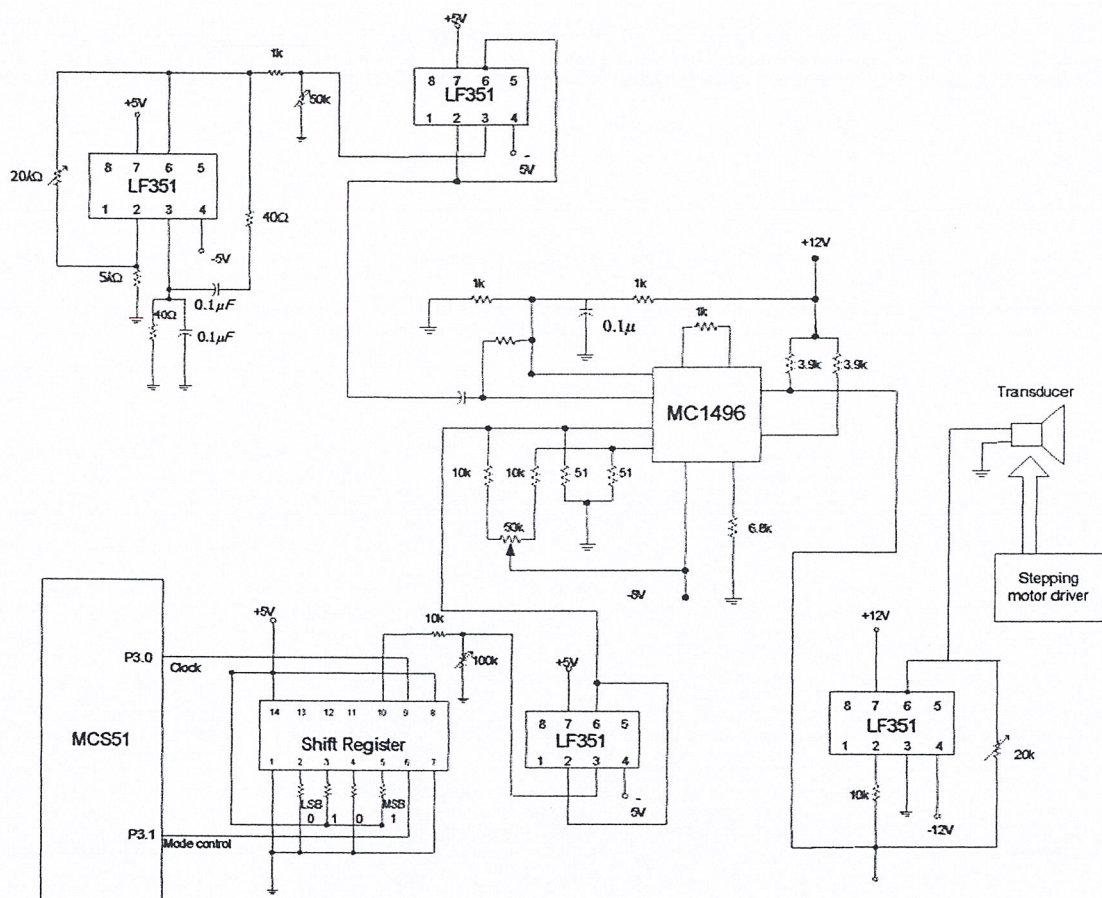 +5V
1k
50k
8 7 6 5
LF351
1 2 3 4
-
5V
+5V
20kΩ
8 7 6 5
LF351
1 2 3 4
-5V
40Ω
5kΩ
0.1μF
40Ω
0.1μF
+12V
1k
1k
0.1μ
1k
3.9k
3.9k
MC1496
Transducer
10k
10k
51
51
50k
6.8k
-8V
Stepping
motor driver
+5V
10k
100k
P3.0
Clock
14 13 12 11 10 9 8
MCS51
Shift Register
1 2 3 4 5 6 7
LSB
MSB
0 1 0 1
P3.1
Mode control
+5V
8 7 6 5
LF351
1 2 3 4
-
5V
+12V
8 7 6 5
LF351
1 2 3 4
20k
10k
-12V